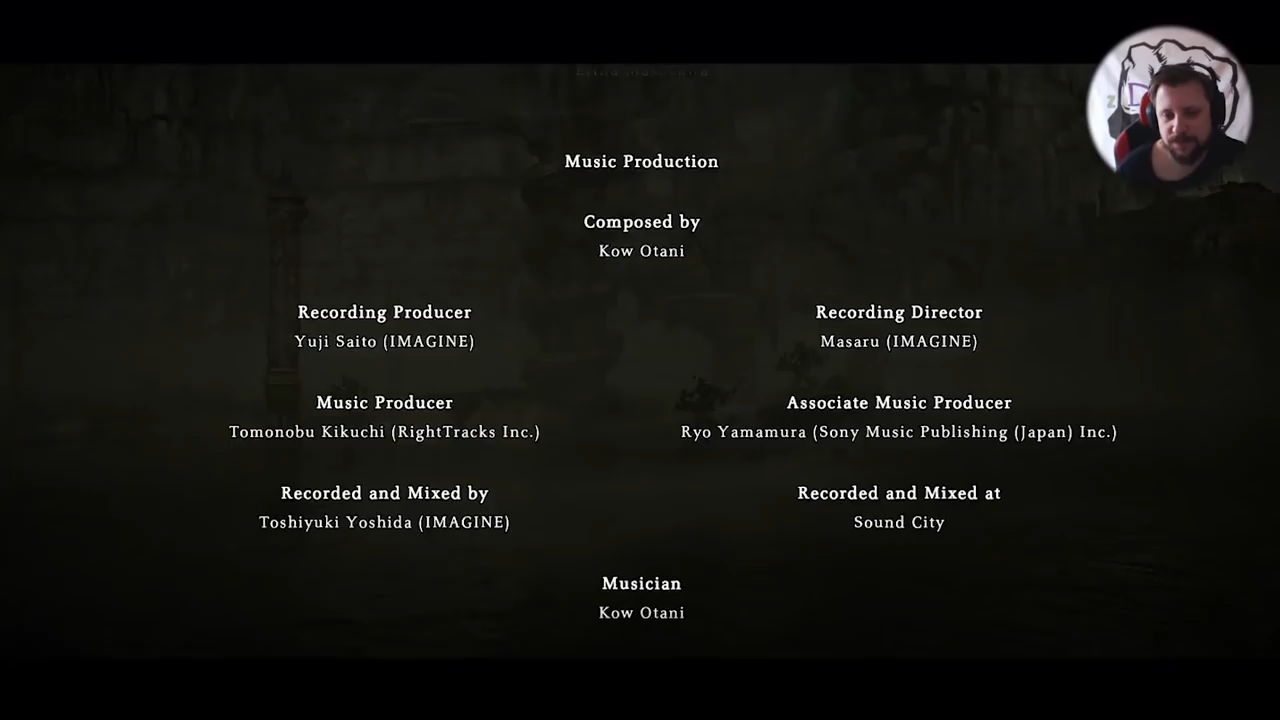 Music Production
Composed by
Kow Otani
Recording Producer
Yuji Saito (IMAGINE)
Recording Director
Masaru (IMAGINE)
Music Producer
Tomonobu Kikuchi (RightTracks Inc.)
Associate Music Producer
Ryo Yamamura (Sony Music Publishing (Japan) Inc.)
Recorded and Mixed by
Toshiyuki Yoshida (IMAGINE)
Recorded and Mixed at
Sound City
Musician
Kow Otani